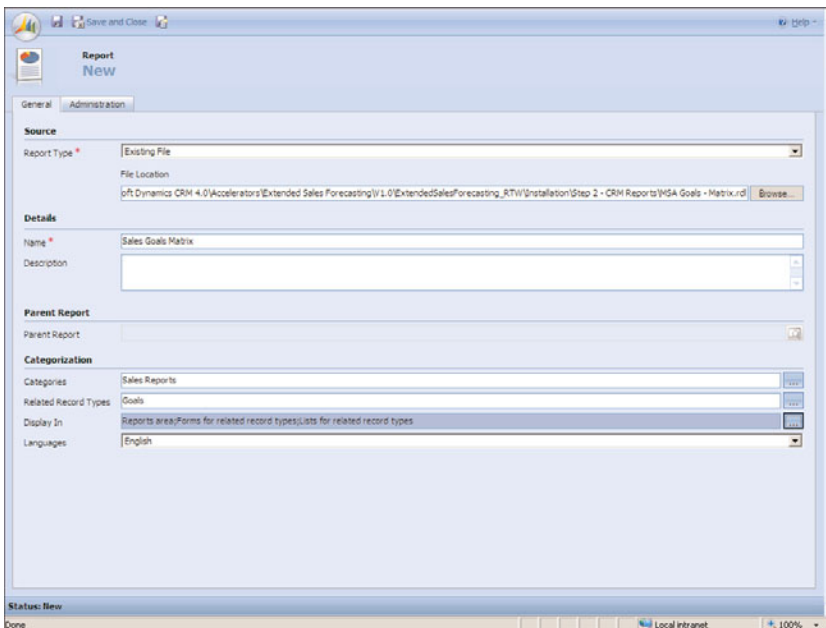 Save and Close
Help
Report
New
General Administration
Source
Report Type * Existing File
File Location
oft Dynamics CRM 4.0\Accelerators\Extended Sales Forecasting\V1.0\ExtendedSalesForecasting_RTW\Installation\Step 2 - CRM Reports\MSA Goals - Matrix.rdl Browse...
Details
Name * Sales Goals Matrix
Description
Parent Report
Parent Report
Categorization
Categories Sales Reports ...
Related Record Types Goals ...
Display In Reports area;Forms for related record types;Lists for related record types ...
Languages English
Status: New
Done Local intranet 100%